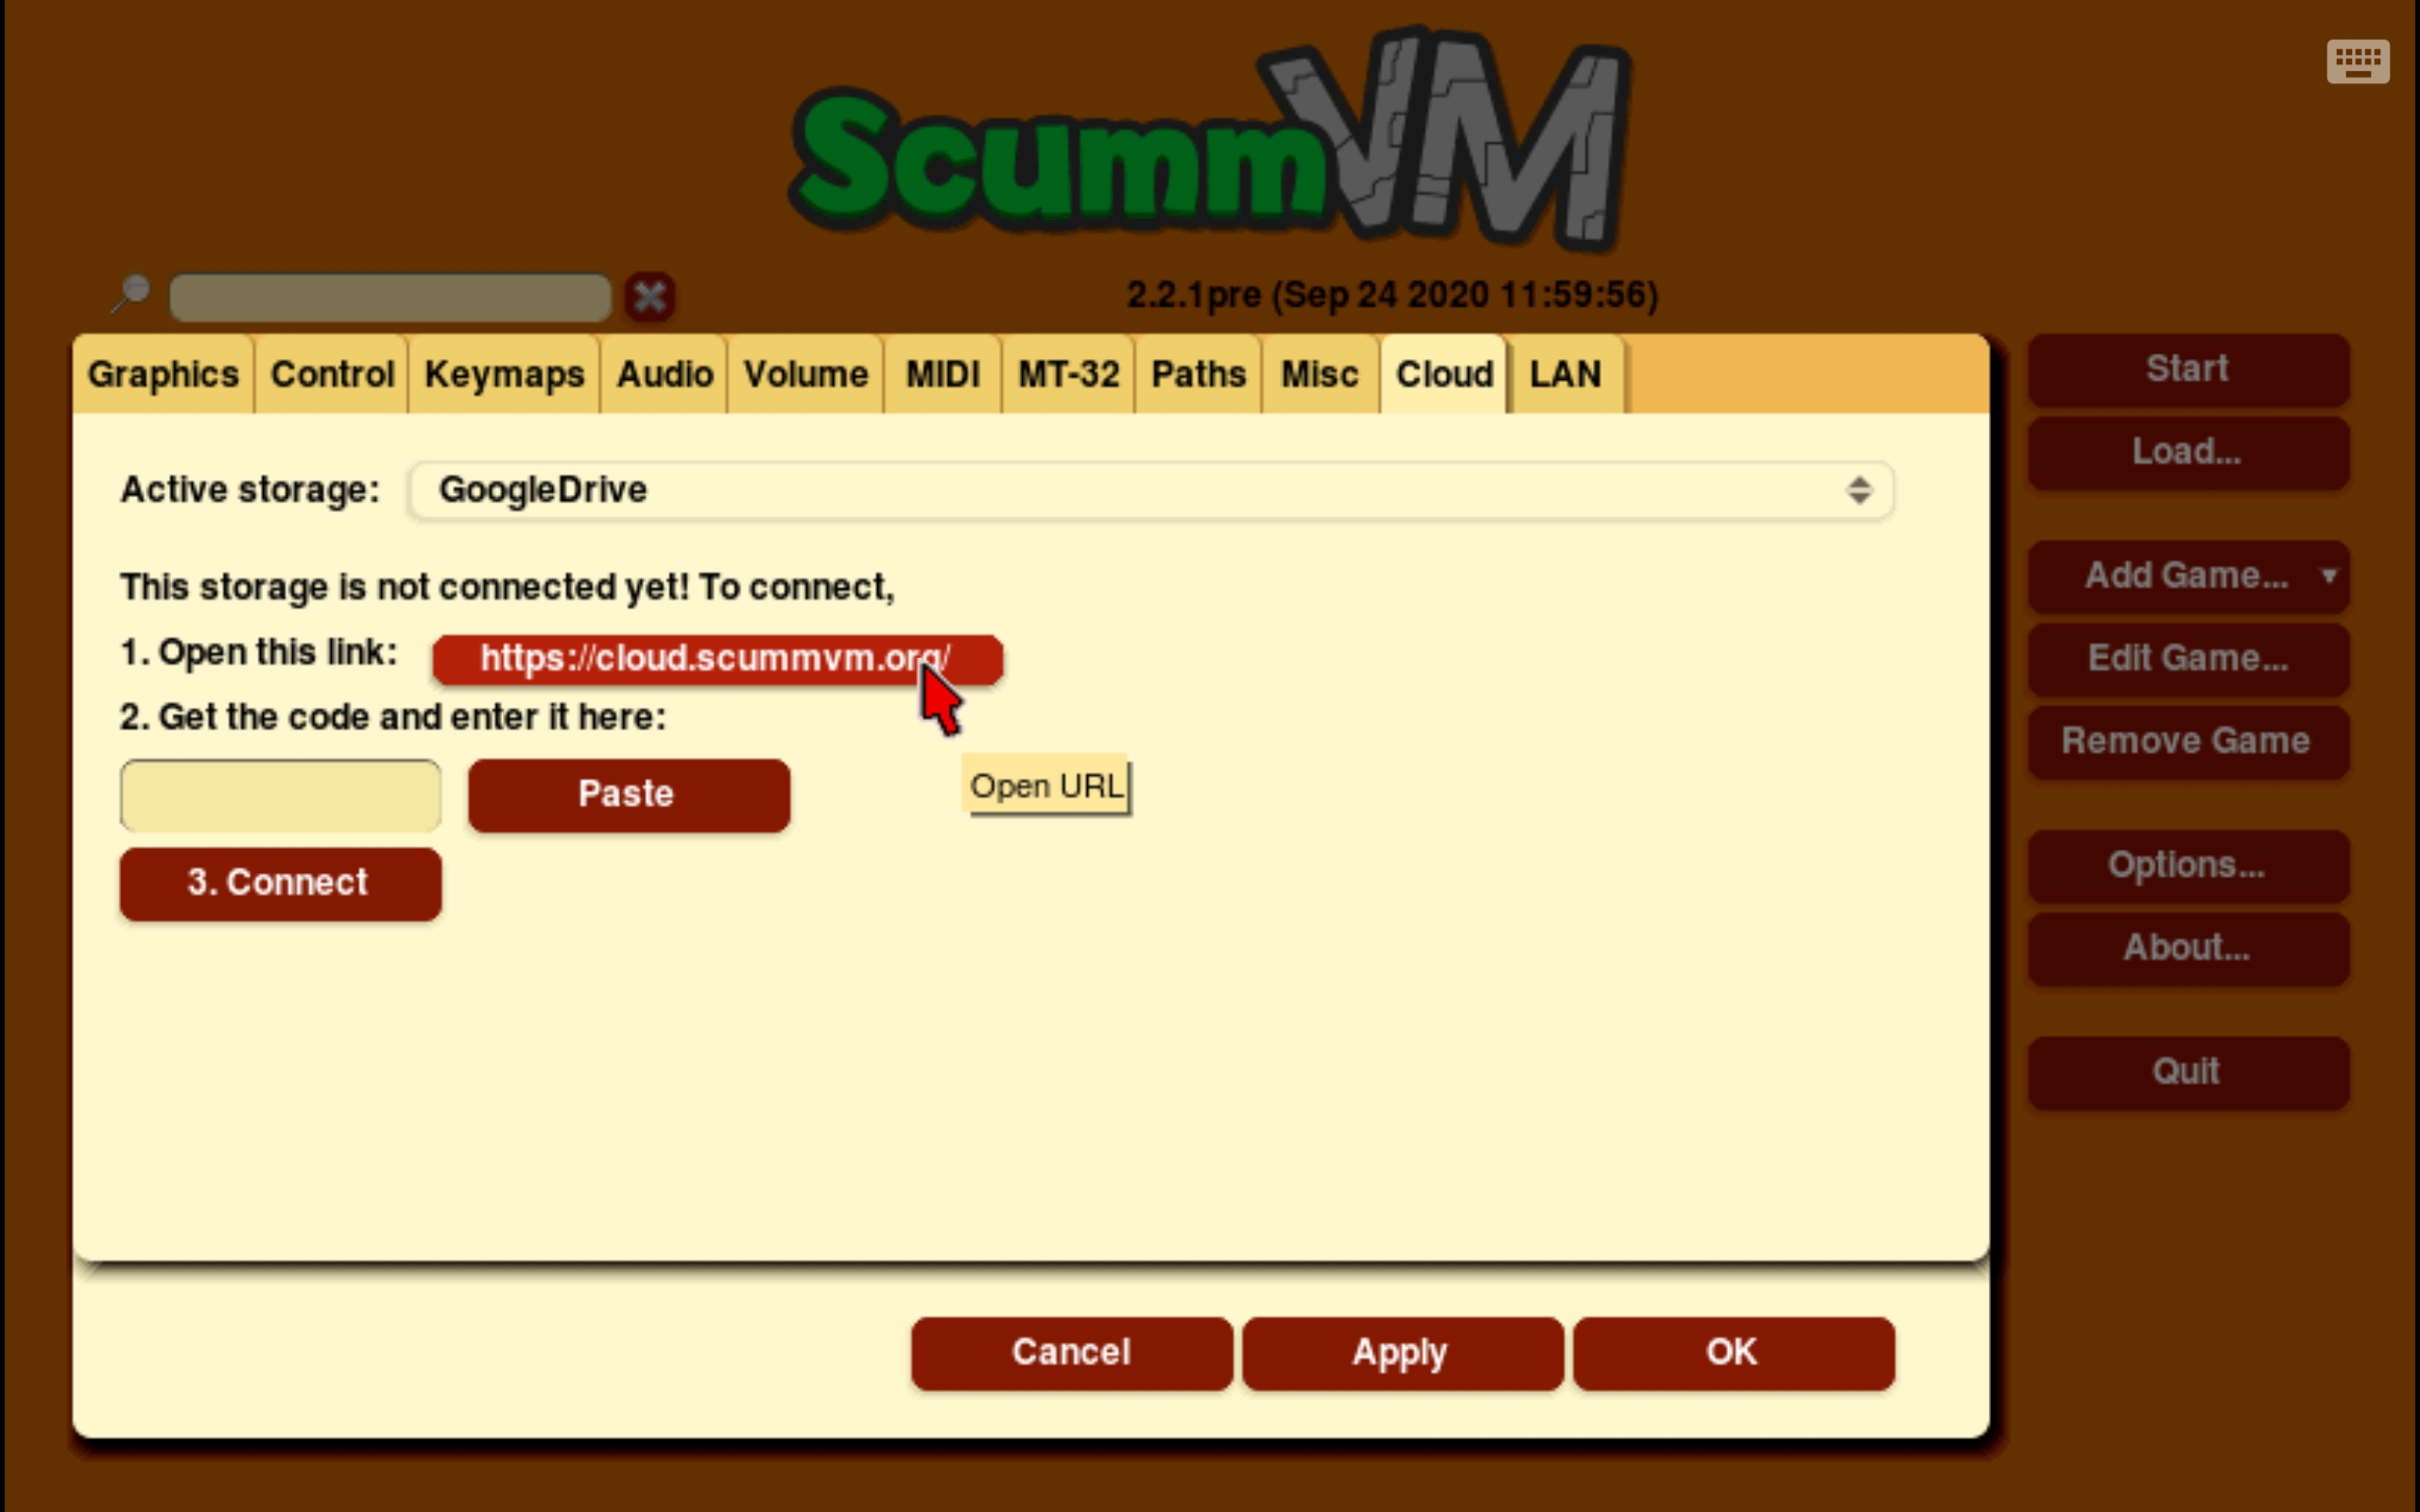 ScummVM
2.2.1pre (Sep 24 2020 11:59:56)
Graphics Control Keymaps Audio Volume MIDI MT-32 Paths Misc Cloud LAN
Active storage: GoogleDrive
This storage is not connected yet! To connect,
1. Open this link: https://cloud.scummvm.org/
2. Get the code and enter it here:
Paste
Open URL
3. Connect
Cancel Apply OK
Start
Load...
Add Game...
Edit Game...
Remove Game
Options...
About...
Quit